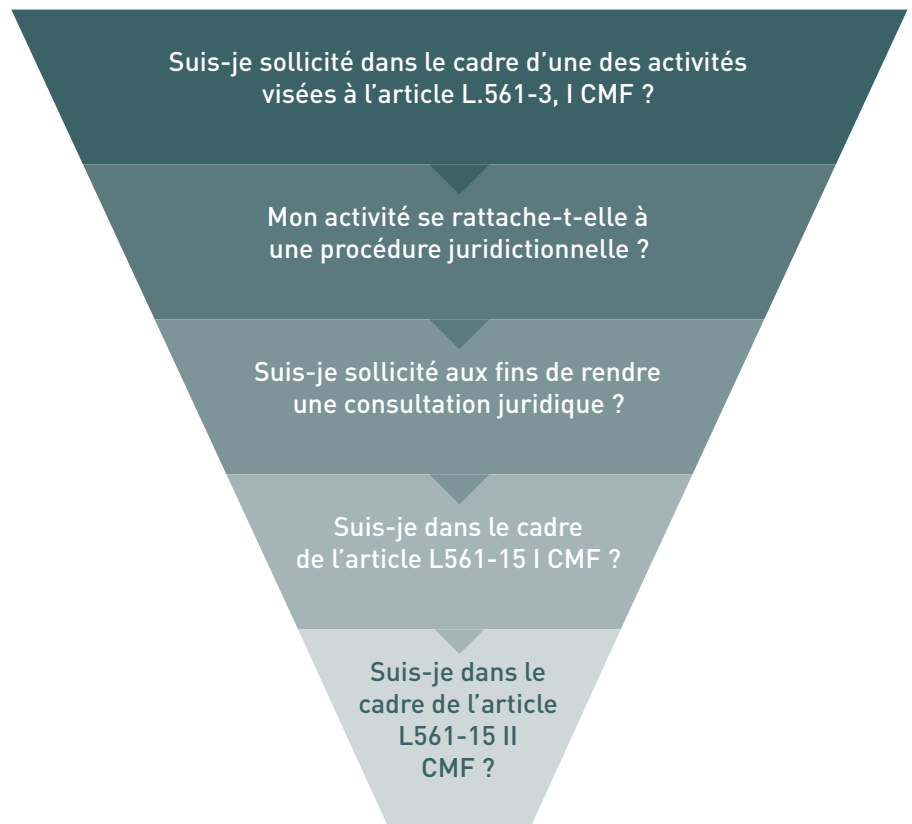 Suis-je sollicité dans le cadre d’une des activités
visées à l’article L.561-3, I CMF ?
Mon activité se rattache-t-elle à
une procédure juridictionnelle ?
Suis-je sollicité aux fins de rendre
une consultation juridique ?
Suis-je dans le cadre
de l’article L561-15 I CMF ?
Suis-je dans le
cadre de l’article
L561-15 II
CMF ?